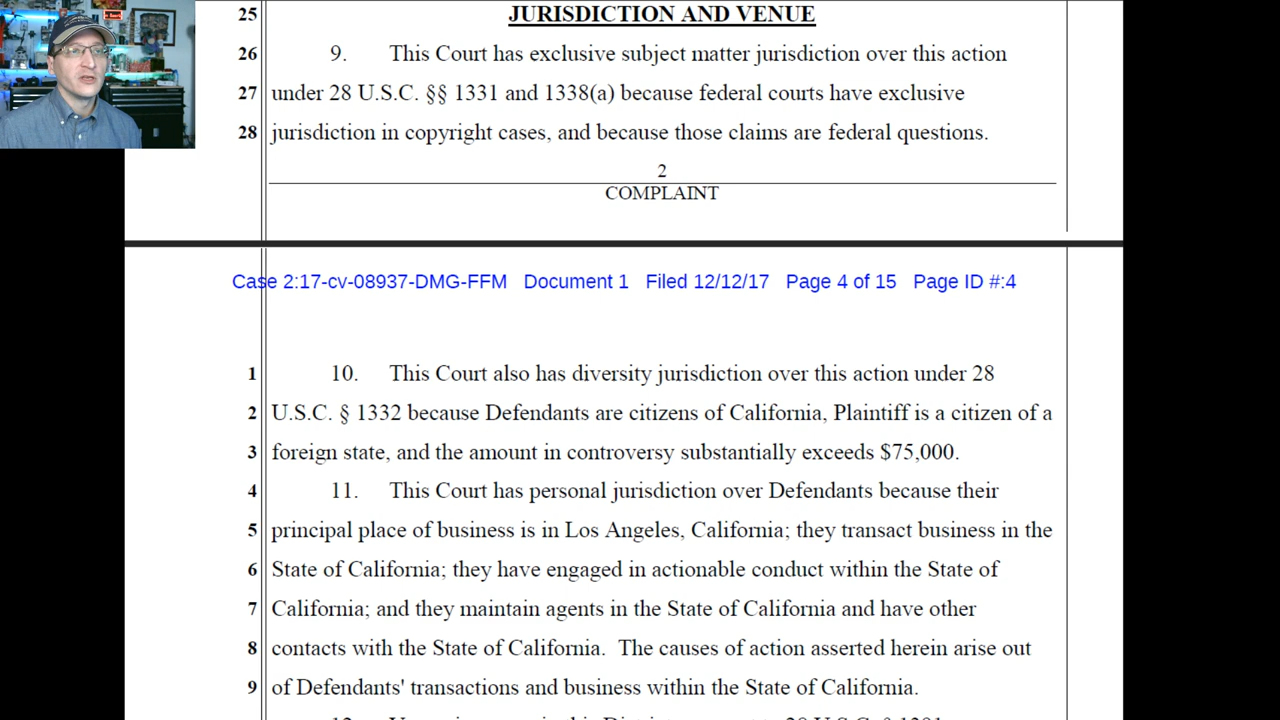 25 JURISDICTION AND VENUE
26 9. This Court has exclusive subject matter jurisdiction over this action
27 under 28 U.S.C. §§ 1331 and 1338(a) because federal courts have exclusive
28 jurisdiction in copyright cases, and because those claims are federal questions.
2
COMPLAINT
Case 2:17-cv-08937-DMG-FFM Document 1 Filed 12/12/17 Page 4 of 15 Page ID #:4
1 10. This Court also has diversity jurisdiction over this action under 28
2 U.S.C. § 1332 because Defendants are citizens of California, Plaintiff is a citizen of a
3 foreign state, and the amount in controversy substantially exceeds $75,000.
4 11. This Court has personal jurisdiction over Defendants because their
5 principal place of business is in Los Angeles, California; they transact business in the
6 State of California; they have engaged in actionable conduct within the State of
7 California; and they maintain agents in the State of California and have other
8 contacts with the State of California. The causes of action asserted herein arise out
9 of Defendants' transactions and business within the State of California.